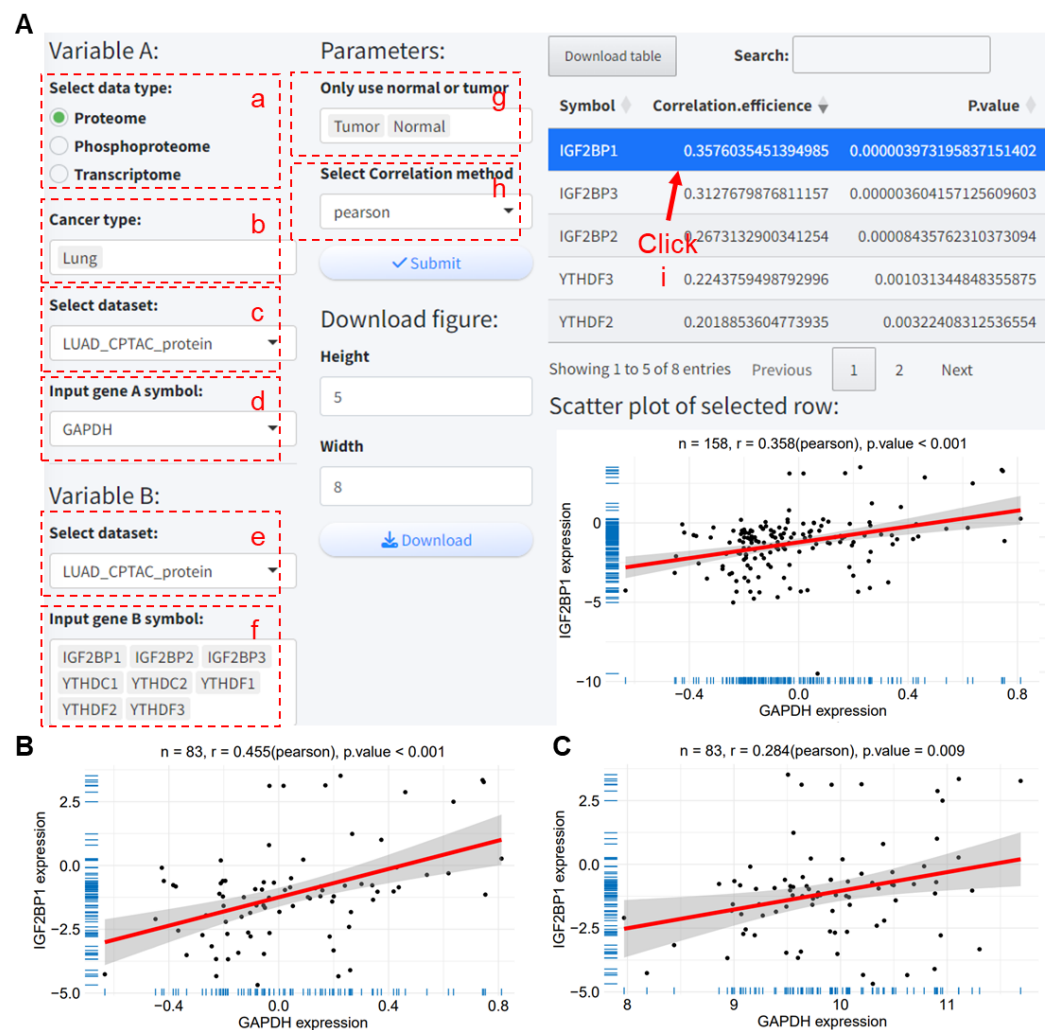 A
Variable A:
Select data type:
a
Proteome
Phosphoproteome
Transcriptome
Cancer type:
b
Lung
Select dataset:
c
LUAD_CPTAC_protein
Input gene A symbol:
d
GAPDH
Variable B:
Select dataset:
e
LUAD_CPTAC_protein
Input gene B symbol:
f
IGF2BP1 IGF2BP2 IGF2BP3
YTHDC1 YTHDC2 YTHDF1
YTHDF2 YTHDF3
Parameters:
Only use normal or tumor
g
Tumor Normal
Select Correlation method
h
pearson
Submit
Download figure:
Height
5
Width
8
Download
Download table
Search:
Symbol Correlation.efficience P.value
IGF2BP1 0.3576035451394985 0.000003973195837151402
IGF2BP3 0.3127679876811157 0.000003604157125609603
IGF2BP2 0.2673132900341254 0.00008435762310373094
Click
i
YTHDF3 0.2243759498792996 0.001031344848355875
YTHDF2 0.2018853604773935 0.00322408312536554
Showing 1 to 5 of 8 entries Previous 1 2 Next
Scatter plot of selected row:
n = 158, r = 0.358(pearson), p.value < 0.001
IGF2BP1 expression
0
−5
−10
−0.4 0.0 0.4 0.8
GAPDH expression
B
n = 83, r = 0.455(pearson), p.value < 0.001
IGF2BP1 expression
2.5
0.0
−2.5
−5.0
−0.4 0.0 0.4 0.8
GAPDH expression
C
n = 83, r = 0.284(pearson), p.value = 0.009
IGF2BP1 expression
2.5
0.0
−2.5
−5.0
8 9 10 11
GAPDH expression